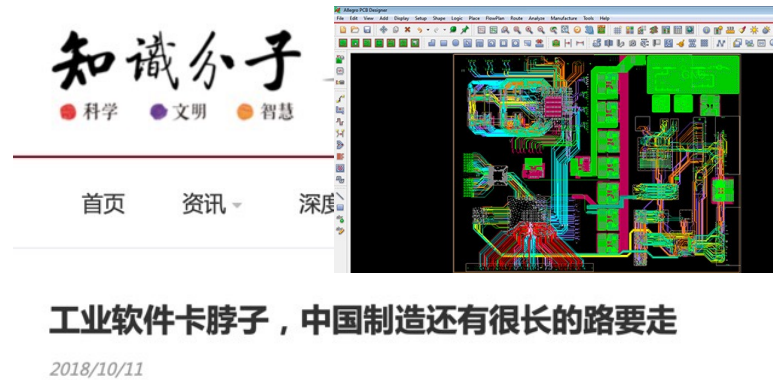 知識分子
科学 文明 智慧
首页 资讯 深度
Allegro PCB Designer
File Edit View Add Display Setup Shape Logic Place FlowPlan Route Analyze Manufacture Tools Help
工业软件卡脖子，中国制造还有很长的路要走
2018/10/11